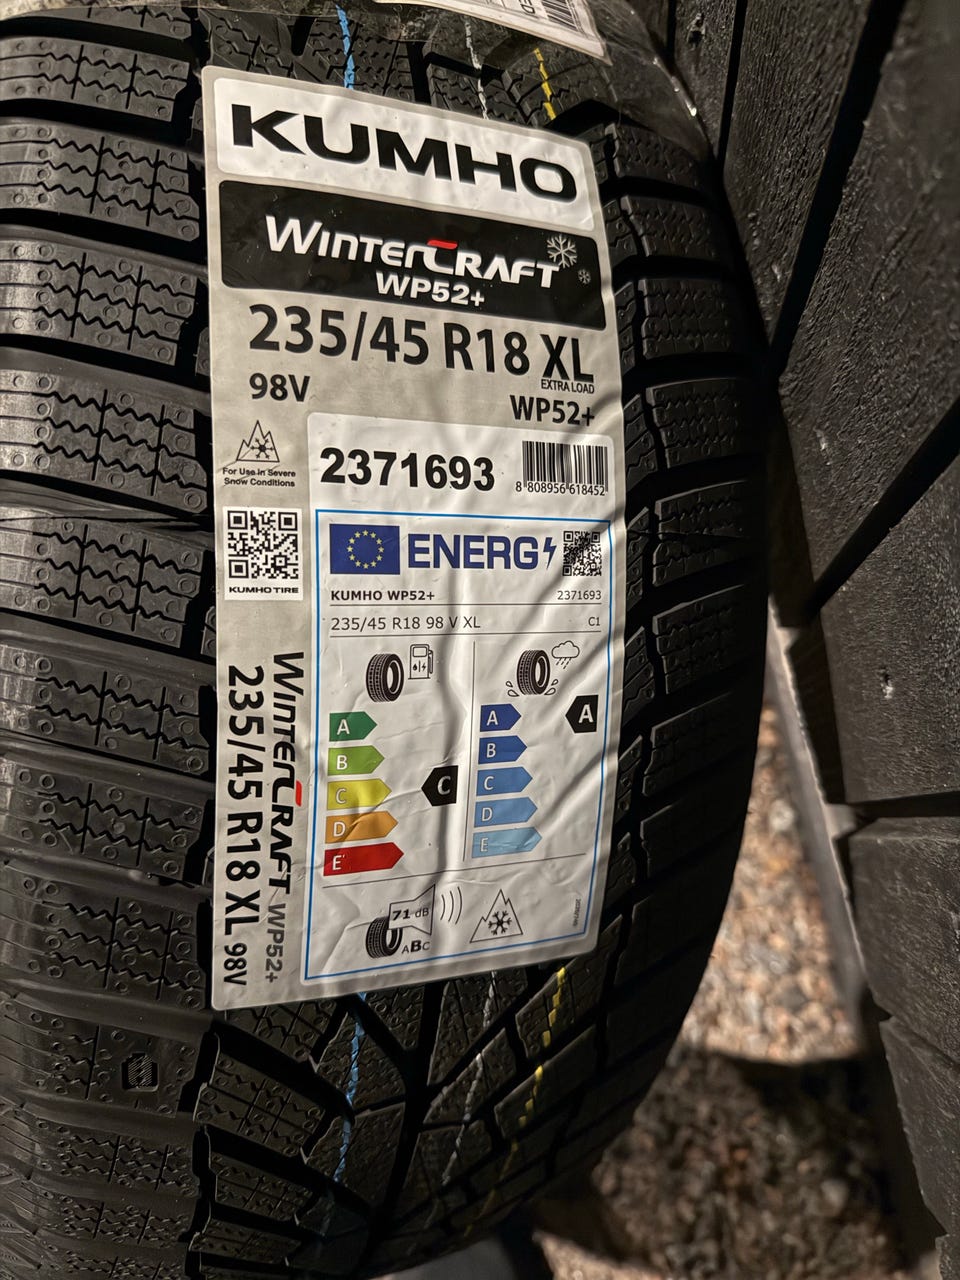 KUMHO
WINTERCRAFT
WP52+
235/45 R18 XL
EXTRA LOAD
98V
WP52+
For Use in Severe
Snow Conditions
2371693
8 808956 618452
KUMHO TIRE
ENERG
KUMHO WP52+ 2371693
235/45 R18 98 V XL C1
A
B
C
D
E
C
A
B
C
D
E
A
71 dB
ABC
WINTERCRAFT WP52+
235/45 R18 XL 98V